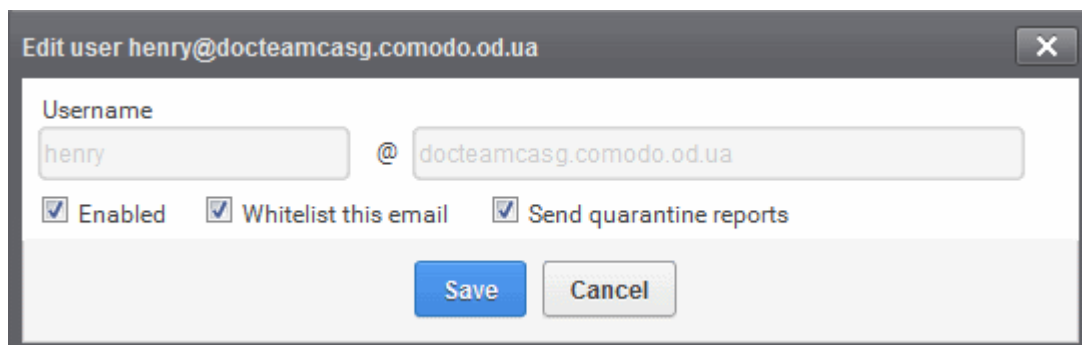 Edit user henry@docteamcasg.comodo.od.ua
Username
henry @ docteamcasg.comodo.od.ua
Enabled Whitelist this email Send quarantine reports
Save Cancel